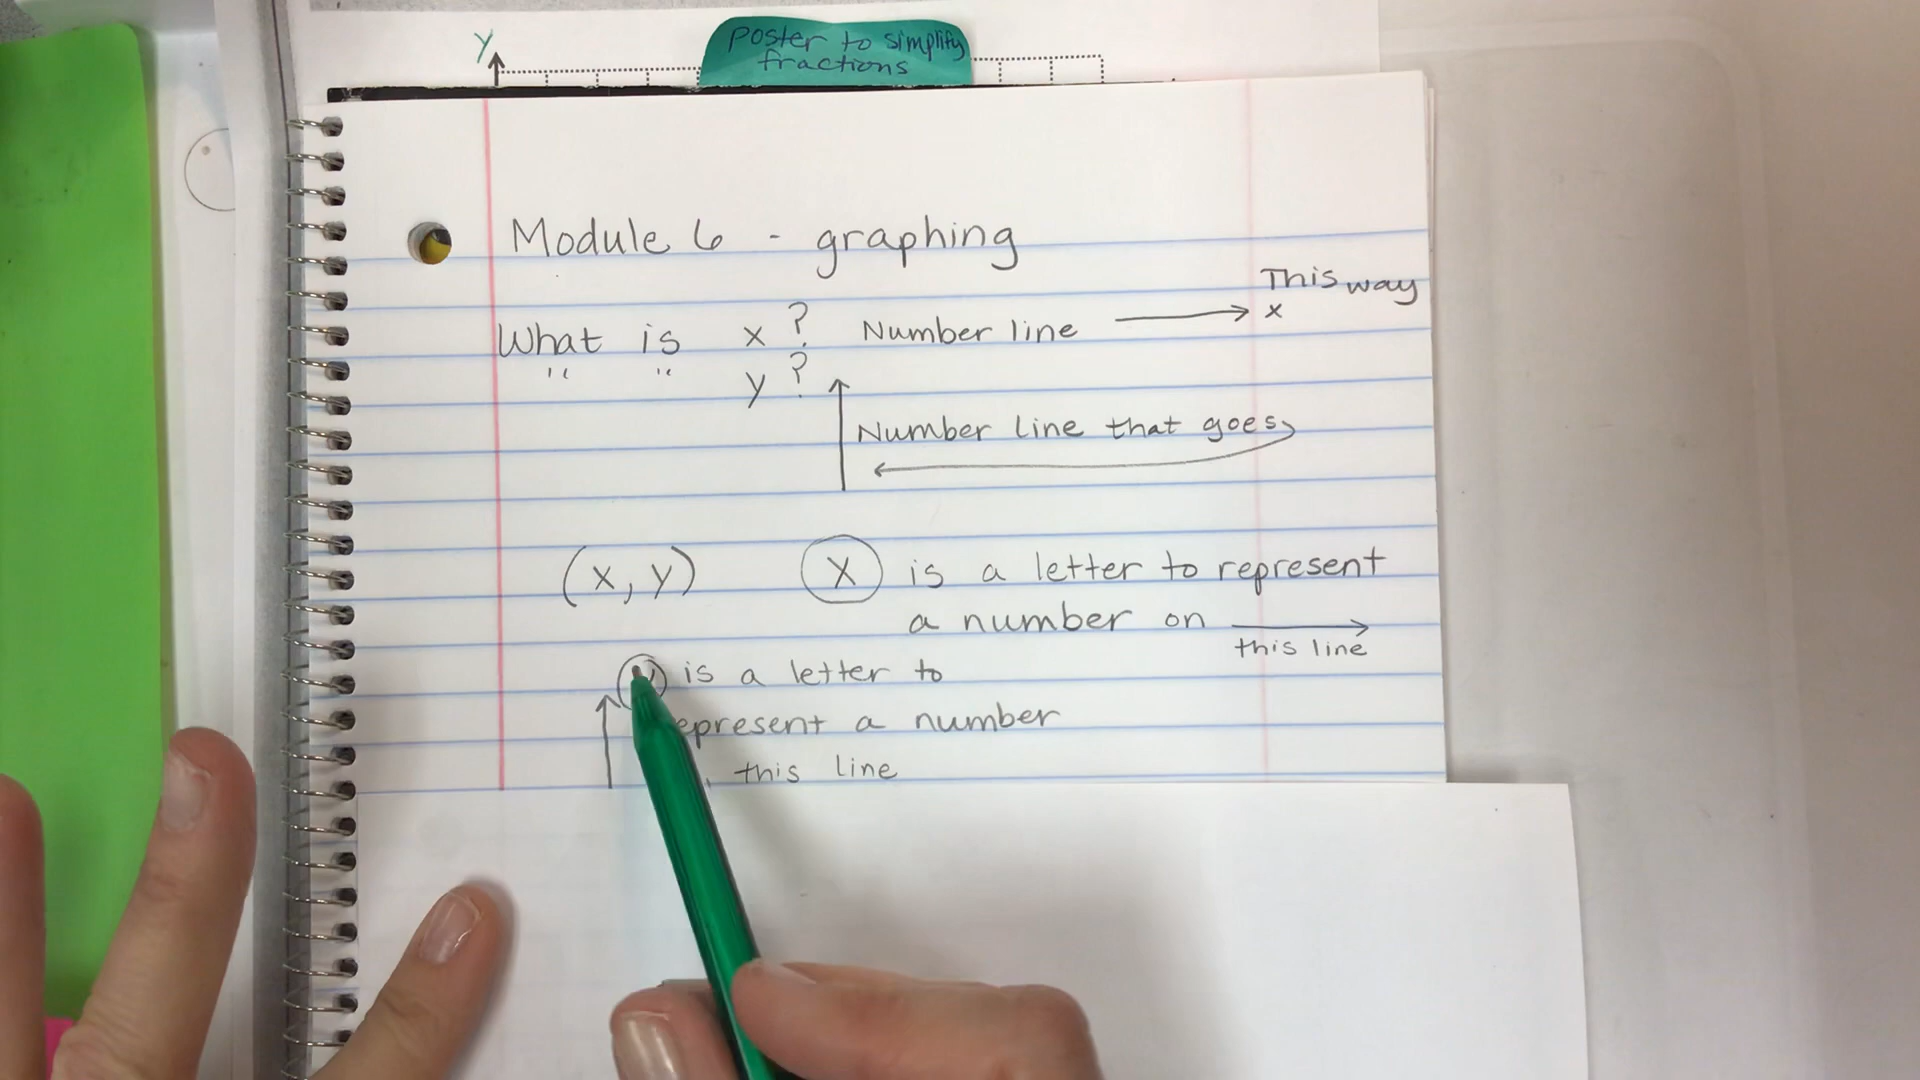 Y
Poster to simplify
fractions
Module 6 - graphing
This way
What is x? Number line → x
" " y?
Number line that goes
(x, y) X is a letter to represent
a number on
this line
is a letter to
epresent a number
this line